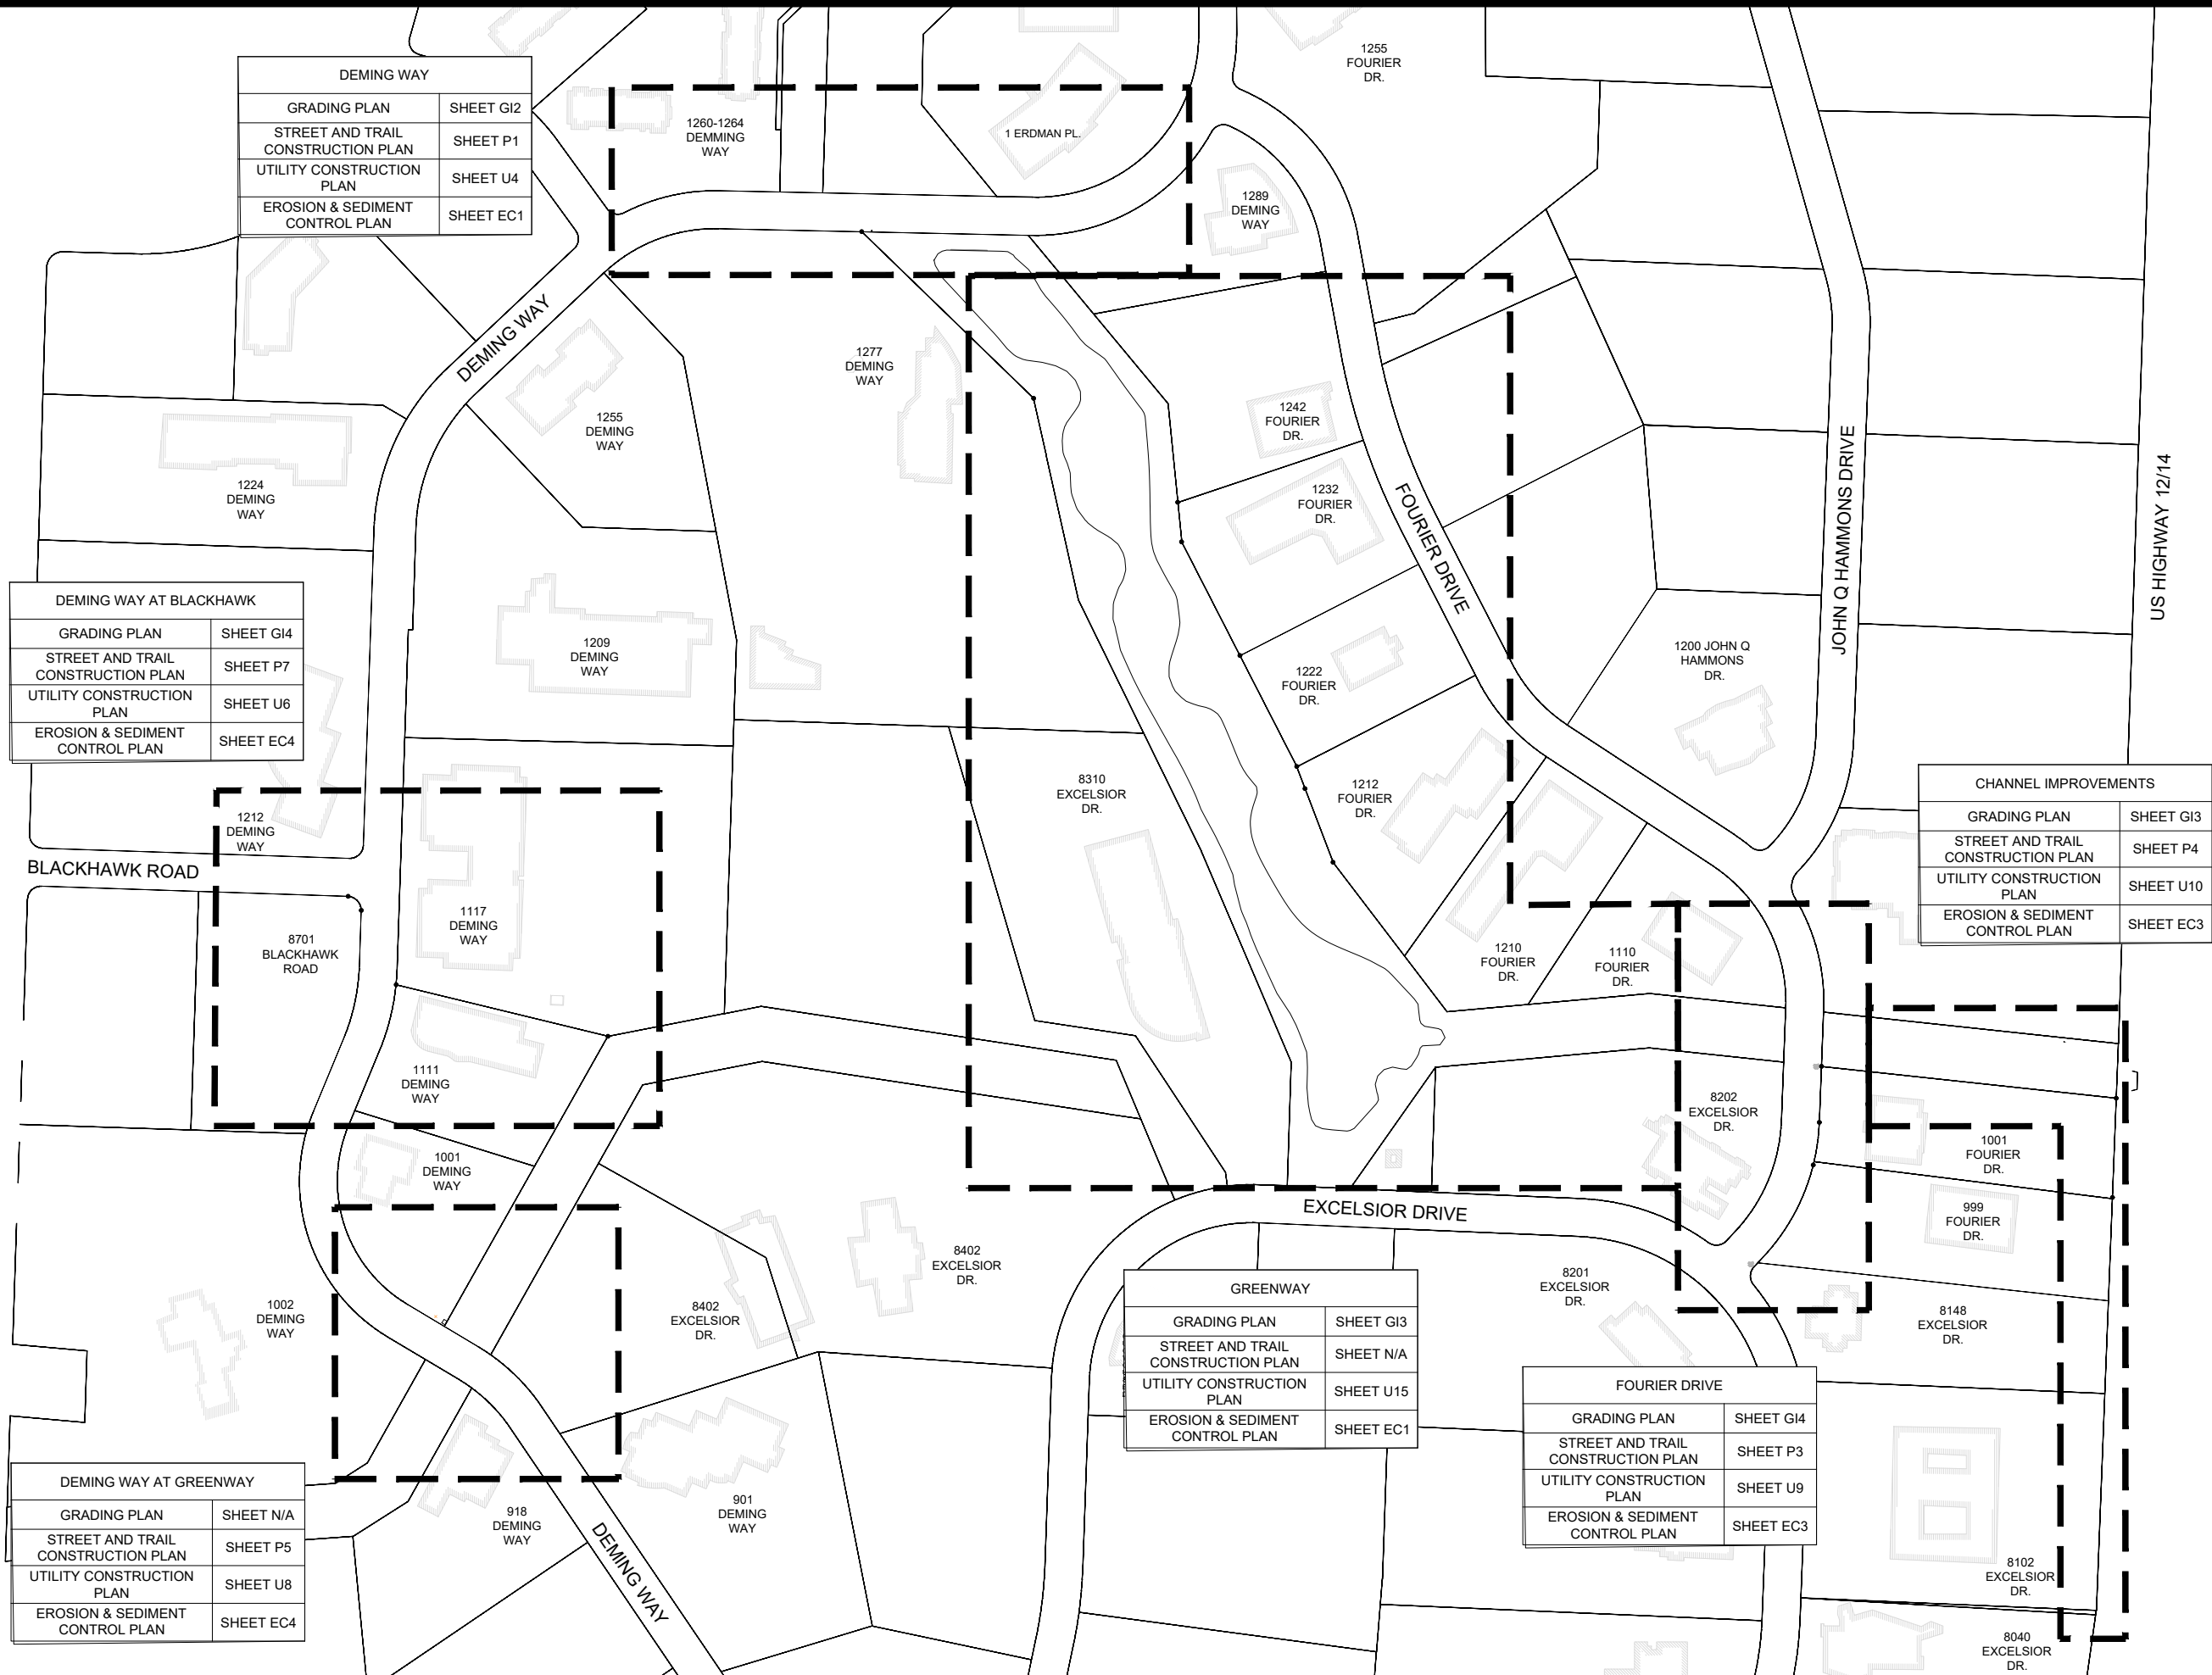 DEMING WAY
GRADING PLAN SHEET GI2
STREET AND TRAIL
CONSTRUCTION PLAN SHEET P1
UTILITY CONSTRUCTION
PLAN SHEET U4
EROSION & SEDIMENT
CONTROL PLAN SHEET EC1
1260-1264
DEMMING
WAY
1 ERDMAN PL.
1255
FOURIER
DR.
1289
DEMING
WAY
DEMING WAY
1277
DEMING
WAY
1255
DEMING
WAY
1242
FOURIER
DR.
1224
DEMING
WAY
1232
FOURIER
DR.
FOURIER DRIVE
JOHN Q HAMMONS DRIVE
US HIGHWAY 12/14
DEMING WAY AT BLACKHAWK
GRADING PLAN SHEET GI4
STREET AND TRAIL
CONSTRUCTION PLAN SHEET P7
UTILITY CONSTRUCTION
PLAN SHEET U6
EROSION & SEDIMENT
CONTROL PLAN SHEET EC4
1209
DEMING
WAY
1222
FOURIER
DR.
1200 JOHN Q
HAMMONS
DR.
8310
EXCELSIOR
DR.
1212
FOURIER
DR.
CHANNEL IMPROVEMENTS
GRADING PLAN SHEET GI3
STREET AND TRAIL
CONSTRUCTION PLAN SHEET P4
UTILITY CONSTRUCTION
PLAN SHEET U10
EROSION & SEDIMENT
CONTROL PLAN SHEET EC3
1212
DEMING
WAY
BLACKHAWK ROAD
1117
DEMING
WAY
8701
BLACKHAWK
ROAD
1210
FOURIER
DR.
1110
FOURIER
DR.
1111
DEMING
WAY
8202
EXCELSIOR
DR.
1001
DEMING
WAY
1001
FOURIER
DR.
EXCELSIOR DRIVE
999
FOURIER
DR.
8402
EXCELSIOR
DR.
8402
EXCELSIOR
DR.
1002
DEMING
WAY
8201
EXCELSIOR
DR.
8148
EXCELSIOR
DR.
GREENWAY
GRADING PLAN SHEET GI3
STREET AND TRAIL
CONSTRUCTION PLAN SHEET N/A
UTILITY CONSTRUCTION
PLAN SHEET U15
EROSION & SEDIMENT
CONTROL PLAN SHEET EC1
FOURIER DRIVE
GRADING PLAN SHEET GI4
STREET AND TRAIL
CONSTRUCTION PLAN SHEET P3
UTILITY CONSTRUCTION
PLAN SHEET U9
EROSION & SEDIMENT
CONTROL PLAN SHEET EC3
DEMING WAY AT GREENWAY
GRADING PLAN SHEET N/A
STREET AND TRAIL
CONSTRUCTION PLAN SHEET P5
UTILITY CONSTRUCTION
PLAN SHEET U8
EROSION & SEDIMENT
CONTROL PLAN SHEET EC4
918
DEMING
WAY
901
DEMING
WAY
DEMING WAY
8102
EXCELSIOR
DR.
8040
EXCELSIOR
DR.